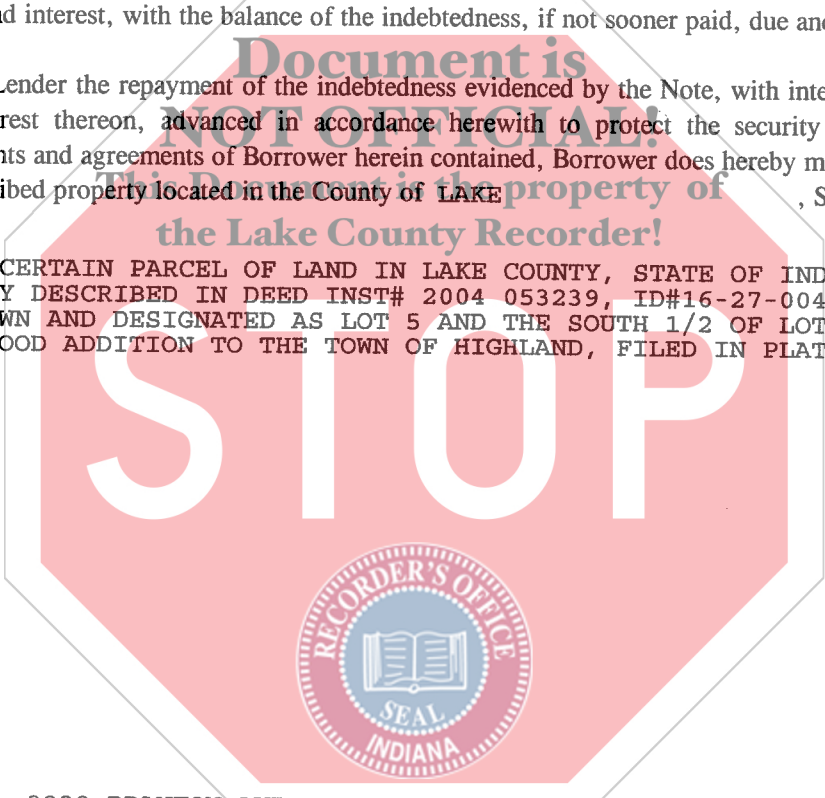 d interest, with the balance of the indebtedness, if not sooner paid, due and
Document is
Lender the repayment of the indebtedness evidenced by the Note, with inte
NOT OFFICIAL!
rest thereon, advanced in accordance herewith to protect the security
nts and agreements of Borrower herein contained, Borrower does hereby m
This Document is the property of
ibed property located in the County of LAKE , S
the Lake County Recorder!
CERTAIN PARCEL OF LAND IN LAKE COUNTY, STATE OF IND
Y DESCRIBED IN DEED INST# 2004 053239, ID#16-27-004
WN AND DESIGNATED AS LOT 5 AND THE SOUTH 1/2 OF LOT
OOD ADDITION TO THE TOWN OF HIGHLAND, FILED IN PLAT
STOP
RECORDER'S OFFICE
SEAL
INDIANA